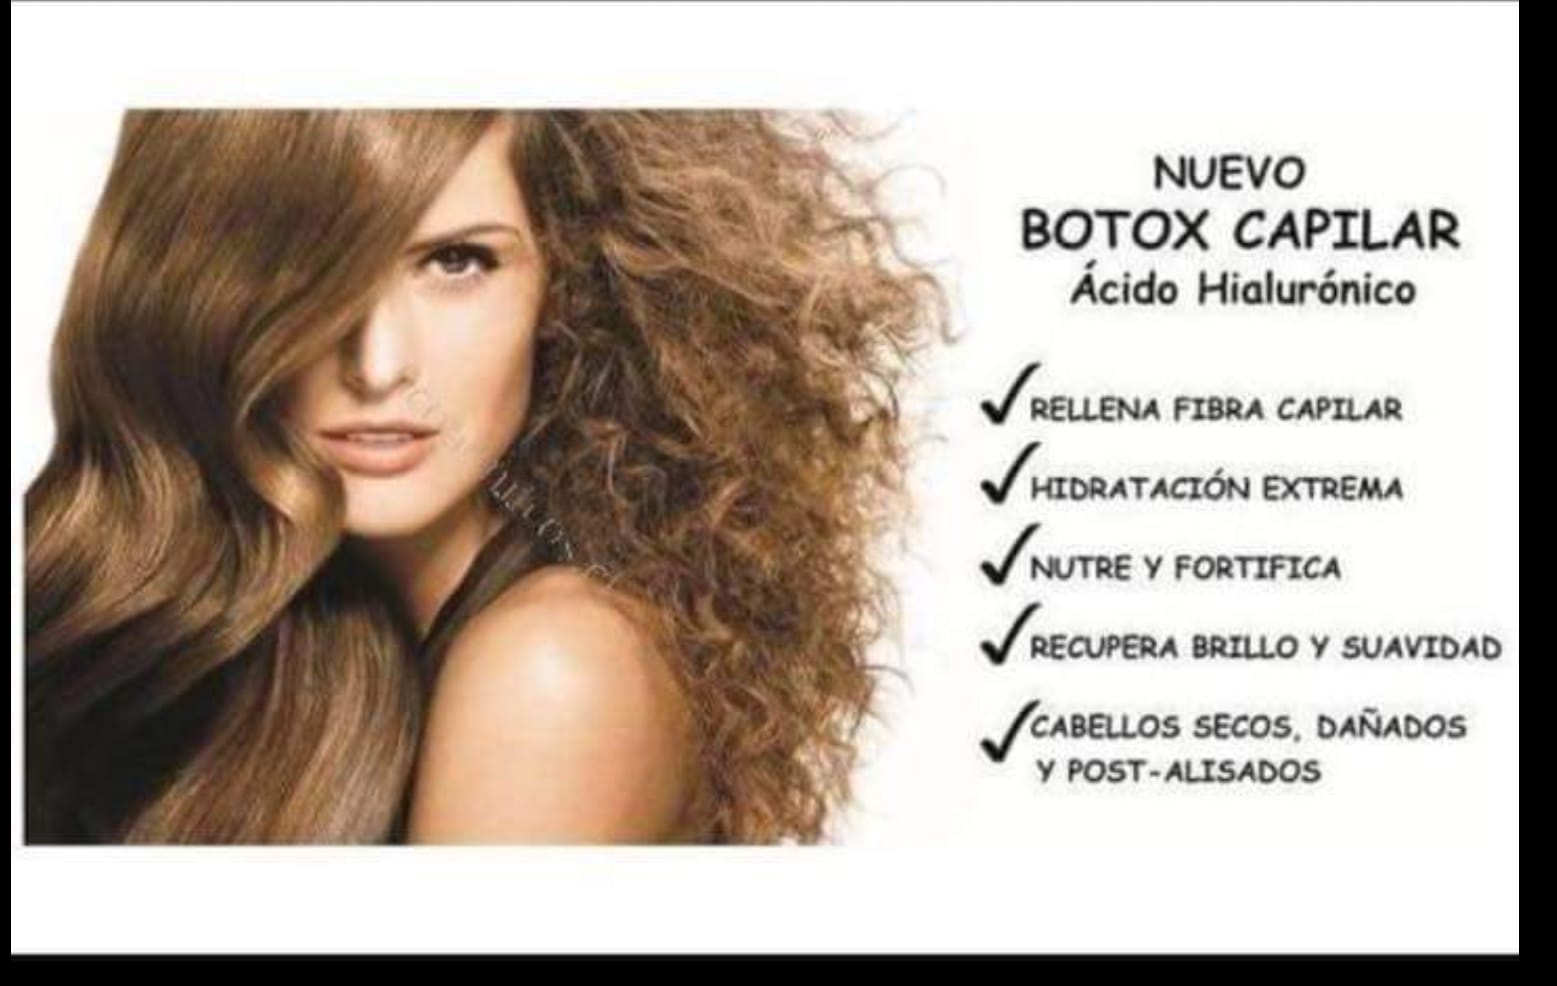 NUEVO
BOTOX CAPILAR
Ácido Hialurónico
RELLENA FIBRA CAPILAR
HIDRATACIÓN EXTREMA
NUTRE Y FORTIFICA
RECUPERA BRILLO Y SUAVIDAD
CABELLOS SECOS, DAÑADOS
Y POST-ALISADOS